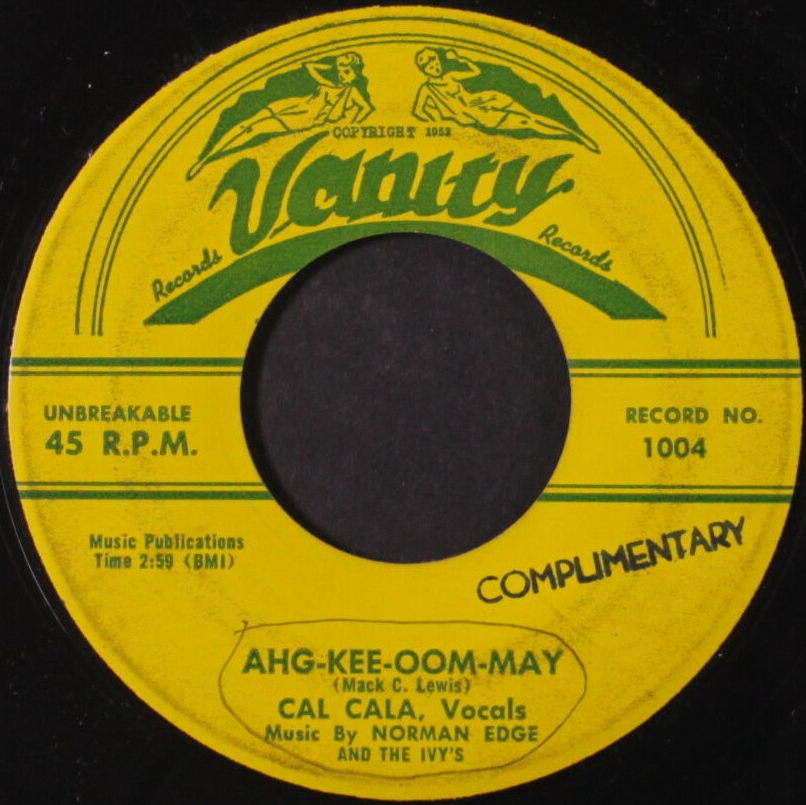 COPYRIGHT 1952
Vanity
Records Records
UNBREAKABLE
45 R.P.M.
RECORD NO.
1004
Music Publications
Time 2:59 (BMI)
COMPLIMENTARY
AHG-KEE-OOM-MAY
(Mack C. Lewis)
CAL CALA, Vocals
Music By NORMAN EDGE
AND THE IVY'S